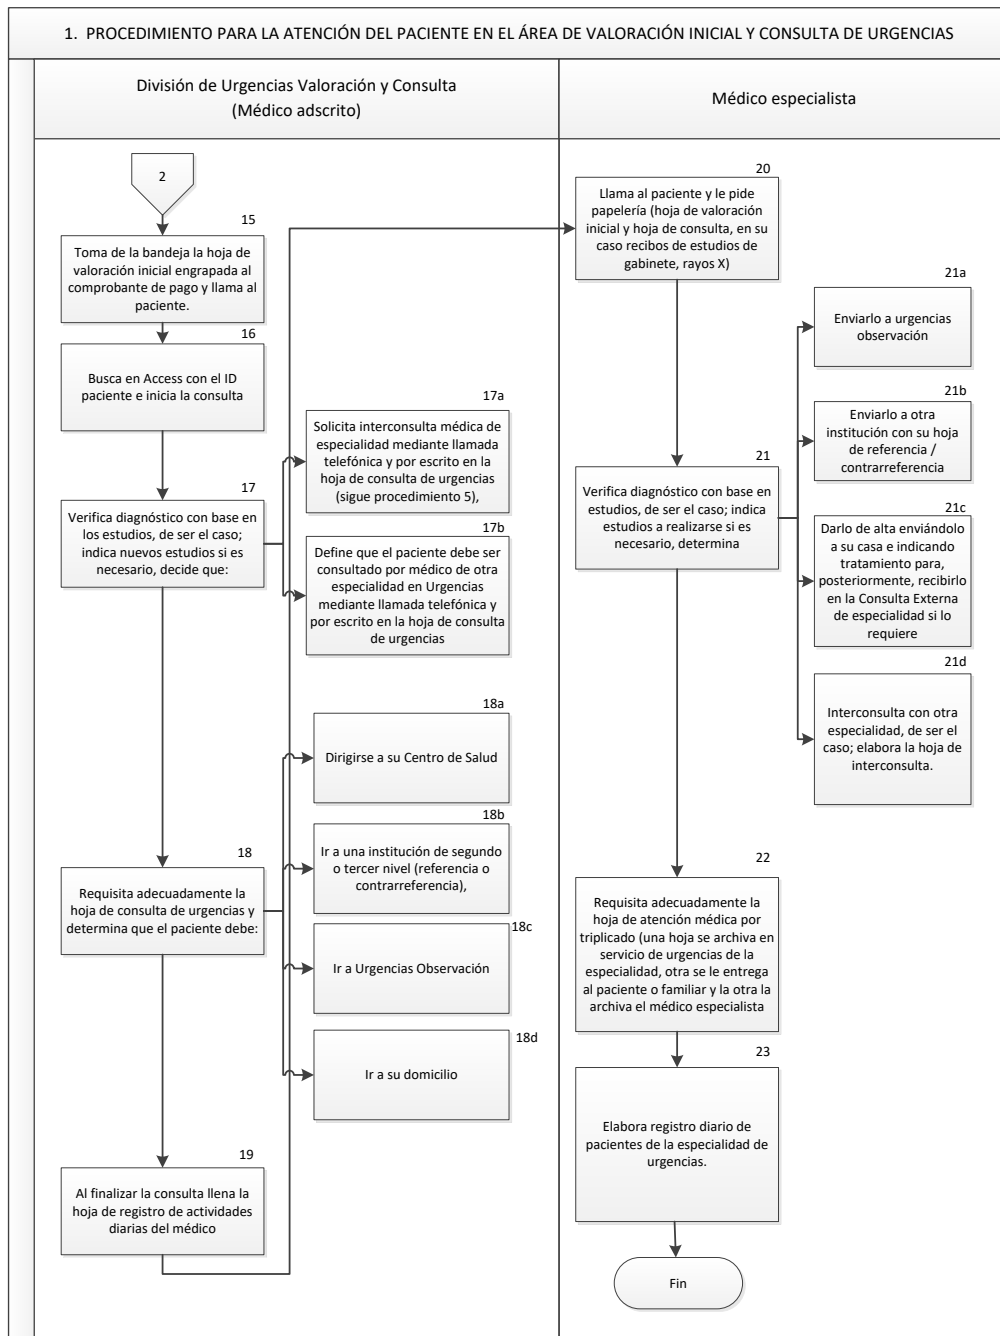 1. PROCEDIMIENTO PARA LA ATENCIÓN DEL PACIENTE EN EL ÁREA DE VALORACIÓN INICIAL Y CONSULTA DE URGENCIAS
División de Urgencias Valoración y Consulta
(Médico adscrito)
Médico especialista
2
15
Toma de la bandeja la hoja de
valoración inicial engrapada al
comprobante de pago y llama al
paciente.
16
Busca en Access con el ID
paciente e inicia la consulta
17
Verifica diagnóstico con base en
los estudios, de ser el caso;
indica nuevos estudios si es
necesario, decide que:
17a
Solicita interconsulta médica de
especialidad mediante llamada
telefónica y por escrito en la
hoja de consulta de urgencias
(sigue procedimiento 5),
17b
Define que el paciente debe ser
consultado por médico de otra
especialidad en Urgencias
mediante llamada telefónica y
por escrito en la hoja de consulta
de urgencias
18
Requisita adecuadamente la
hoja de consulta de urgencias y
determina que el paciente debe:
18a
Dirigirse a su Centro de Salud
18b
Ir a una institución de segundo
o tercer nivel (referencia o
contrarreferencia),
18c
Ir a Urgencias Observación
18d
Ir a su domicilio
19
Al finalizar la consulta llena la
hoja de registro de actividades
diarias del médico
20
Llama al paciente y le pide
papelería (hoja de valoración
inicial y hoja de consulta, en su
caso recibos de estudios de
gabinete, rayos X)
21
Verifica diagnóstico con base en
estudios, de ser el caso; indica
estudios a realizarse si es
necesario, determina
21a
Enviarlo a urgencias
observación
21b
Enviarlo a otra
institución con su hoja
de referencia /
contrarreferencia
21c
Darlo de alta enviándolo
a su casa e indicando
tratamiento para,
posteriormente, recibirlo
en la Consulta Externa
de especialidad si lo
requiere
21d
Interconsulta con otra
especialidad, de ser el
caso; elabora la hoja de
interconsulta.
22
Requisita adecuadamente la
hoja de atención médica por
triplicado (una hoja se archiva en
servicio de urgencias de la
especialidad, otra se le entrega
al paciente o familiar y la otra la
archiva el médico especialista
23
Elabora registro diario de
pacientes de la especialidad de
urgencias.
Fin